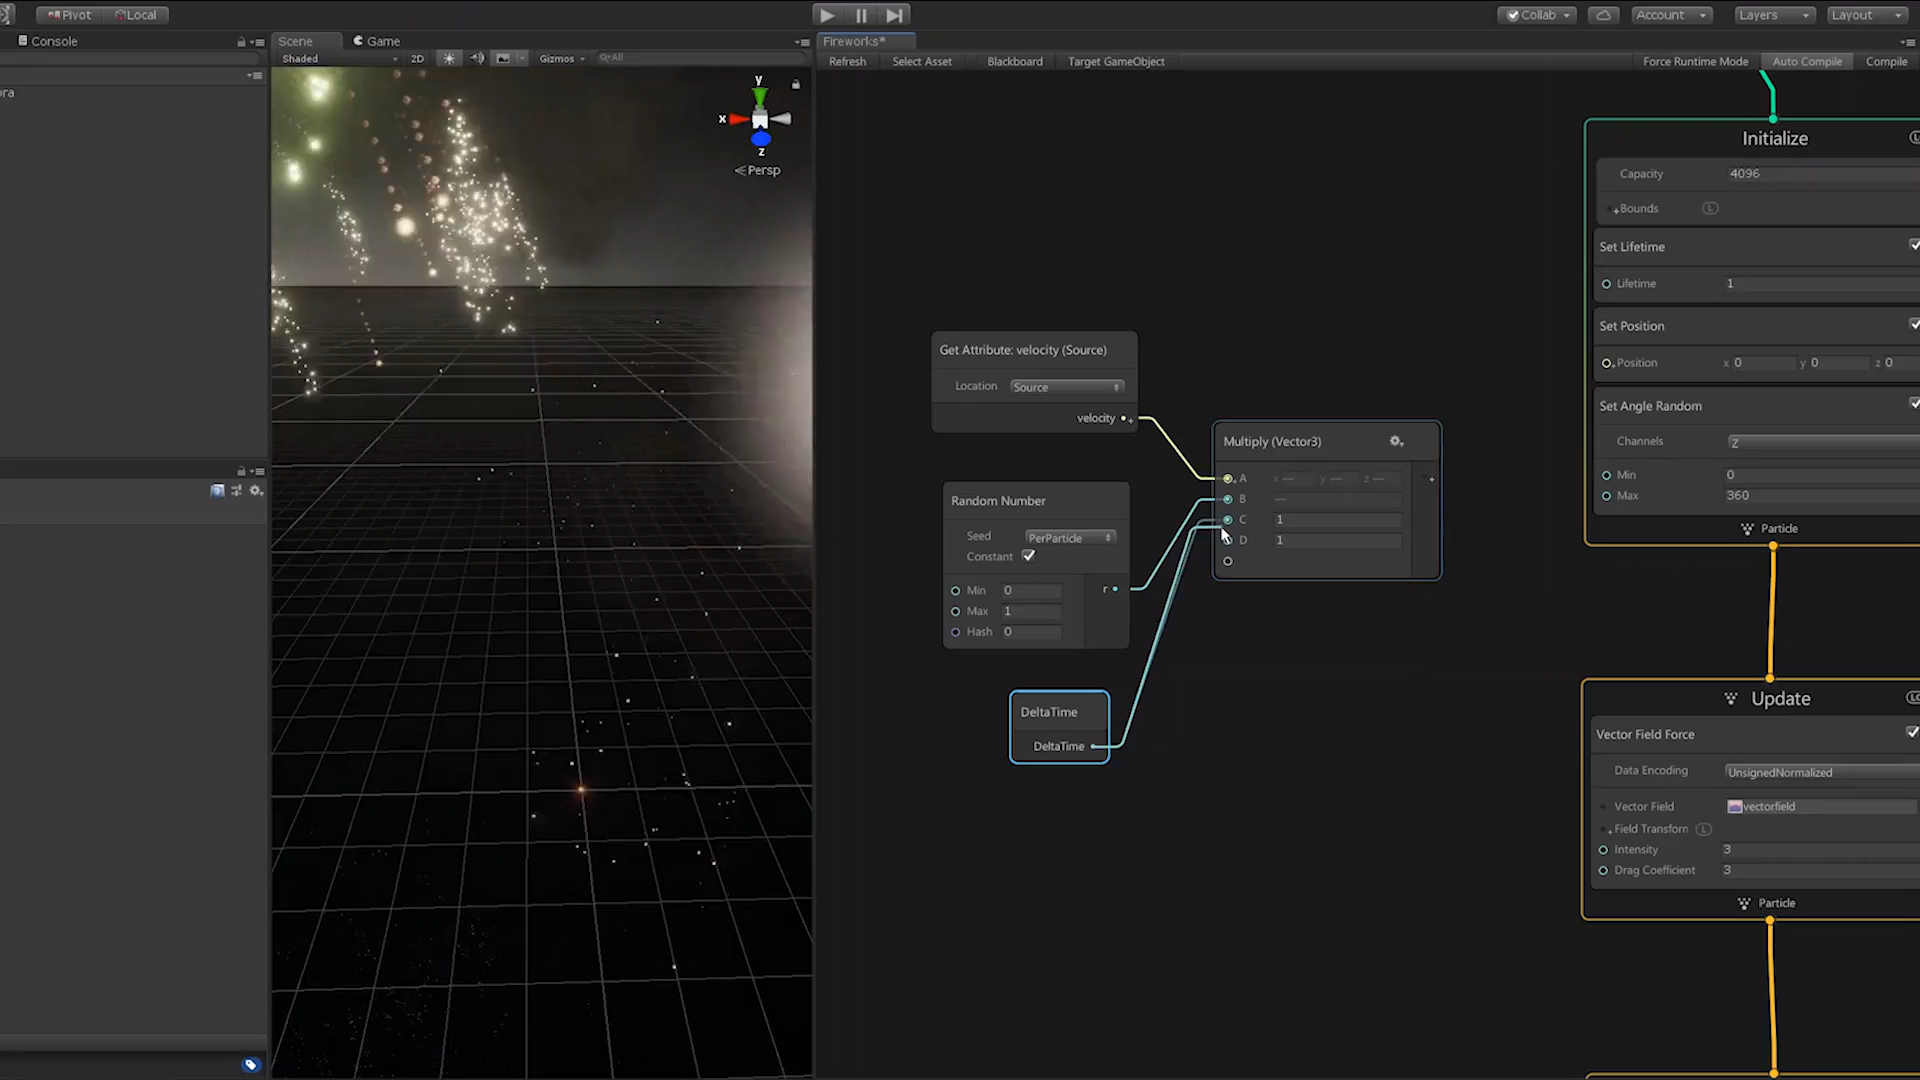 Pivot
Local
Collab
Account
Layers
Layout
Console
Scene
Game
Fireworks*
Shaded
2D
Gizmos
All
Refresh
Select Asset
Blackboard
Target GameObject
Force Runtime Mode
Auto Compile
Compile
ora
y
x
z
Persp
Initialize
Capacity
4096
Bounds
L
Set Lifetime
Lifetime
1
Set Position
Position
x 0
y 0
z 0
Set Angle Random
Channels
Z
Min
0
Max
360
Particle
Get Attribute: velocity (Source)
Location
Source
velocity
Multiply (Vector3)
A
x
y
z
B
C
1
D
1
Random Number
Seed
PerParticle
Constant
Min
0
r
Max
1
Hash
0
DeltaTime
DeltaTime
Update
Vector Field Force
Data Encoding
UnsignedNormalized
Vector Field
vectorfield
Field Transform
L
Intensity
3
Drag Coefficient
3
Particle